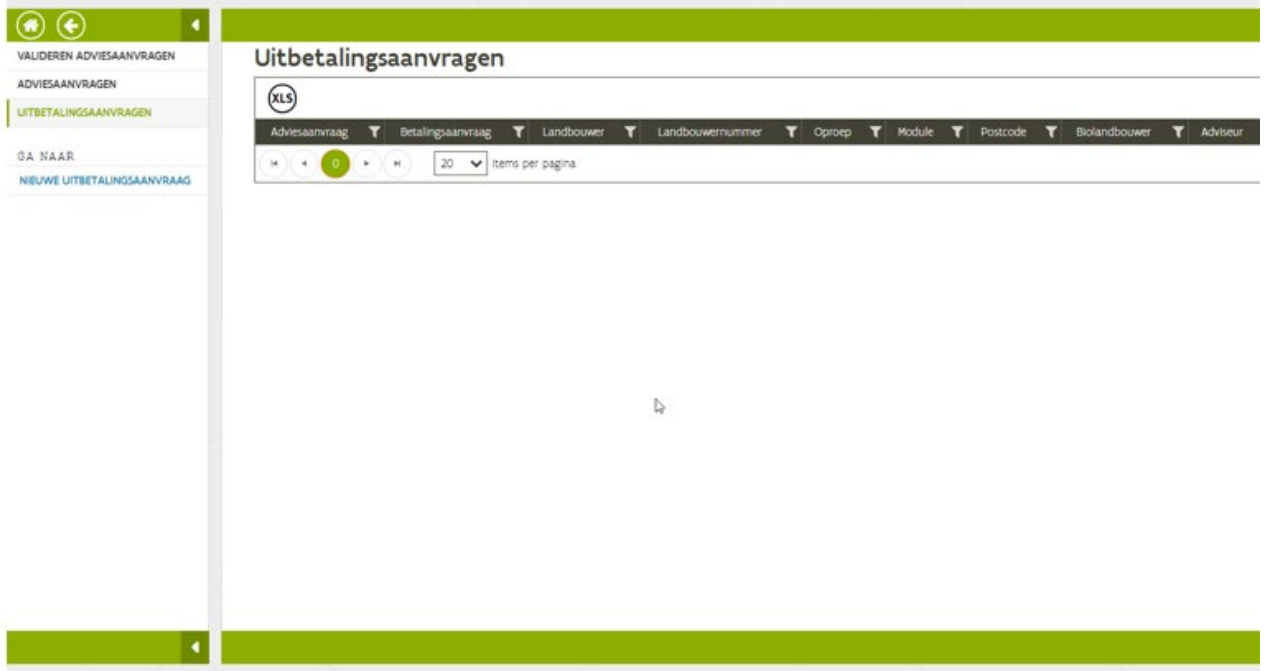 VALIDEREN ADVIESAANVRAGEN
ADVIESAANVRAGEN
UITBETALINGSAANVRAGEN
GA NAAR
NIEUWE UITBETALINGSAANVRAAG
Uitbetalingsaanvragen
XLS
Adviesaanvraag Betalingsaanvraag Landbouwer Landbouwernummer Oproep Module Postcode Biolandbouwer Adviseur
0 20 items per pagina